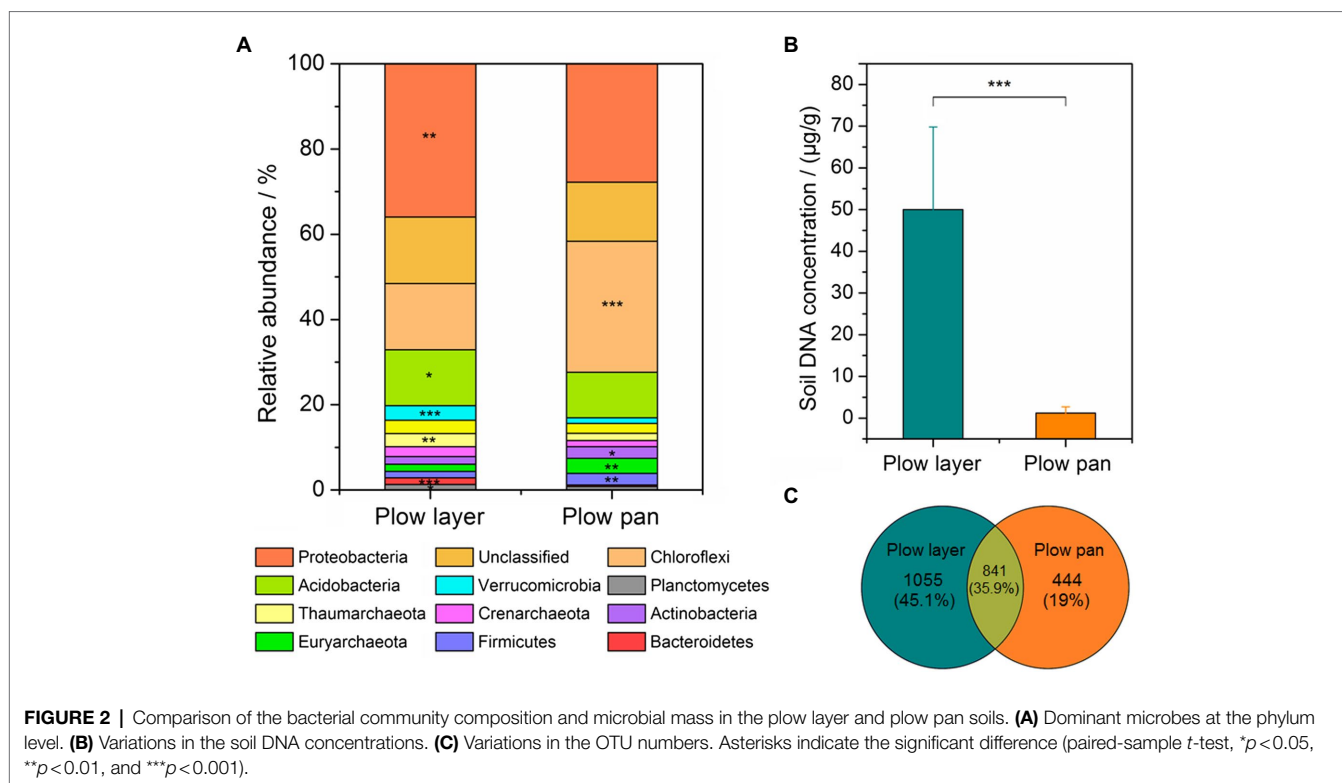 A
100
80
60
40
20
0
Relative abundance / %
**
*
***
**
***
*
***
*
**
**
Plow layer
Plow pan
Proteobacteria
Unclassified
Chloroflexi
Acidobacteria
Verrucomicrobia
Planctomycetes
Thaumarchaeota
Crenarchaeota
Actinobacteria
Euryarchaeota
Firmicutes
Bacteroidetes
B
80
70
60
50
40
30
20
10
0
Soil DNA concentration / (μg/g)
***
Plow layer
Plow pan
C
Plow layer
1055
(45.1%)
841
(35.9%)
Plow pan
444
(19%)
FIGURE 2 | Comparison of the bacterial community composition and microbial mass in the plow layer and plow pan soils. (A) Dominant microbes at the phylum
level. (B) Variations in the soil DNA concentrations. (C) Variations in the OTU numbers. Asterisks indicate the significant difference (paired-sample t-test, *p<0.05,
**p<0.01, and ***p<0.001).